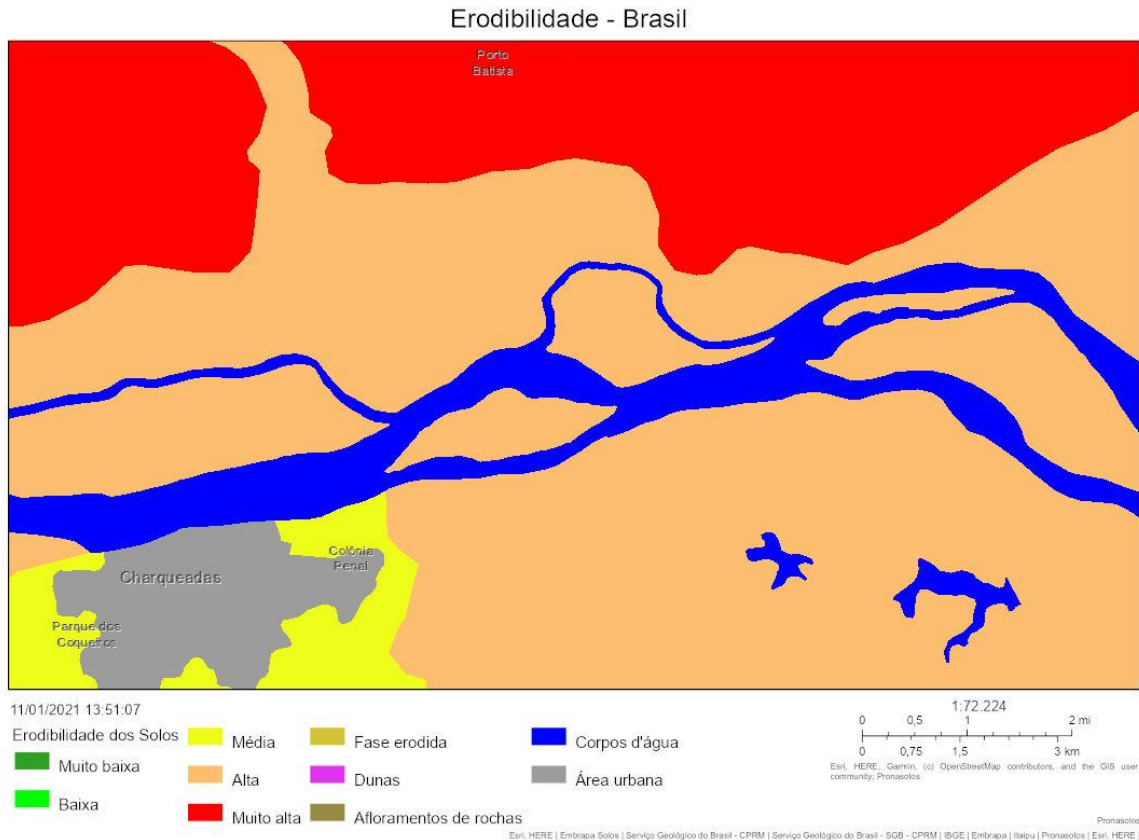 Erodibilidade - Brasil
Porto
Batista
Colônia
Penal
Charqueadas
Parque dos
Coqueiros
11/01/2021 13:51:07
Erodibilidade dos Solos
Muito baixa
Baixa
Média
Alta
Muito alta
Fase erodida
Dunas
Afloramentos de rochas
Corpos d'água
Área urbana
1:72.224
0 0,5 1 2 mi
0 0,75 1,5 3 km
Esri, HERE, Garmin, (c) OpenStreetMap contributors, and the GIS user
community; Pronasolos
Pronasolos
Esri, HERE | Embrapa Solos | Serviço Geológico do Brasil - CPRM | Serviço Geológico do Brasil - SGB - CPRM | IBGE | Embrapa | Itaipu | Pronasolos | Esri, HERE |